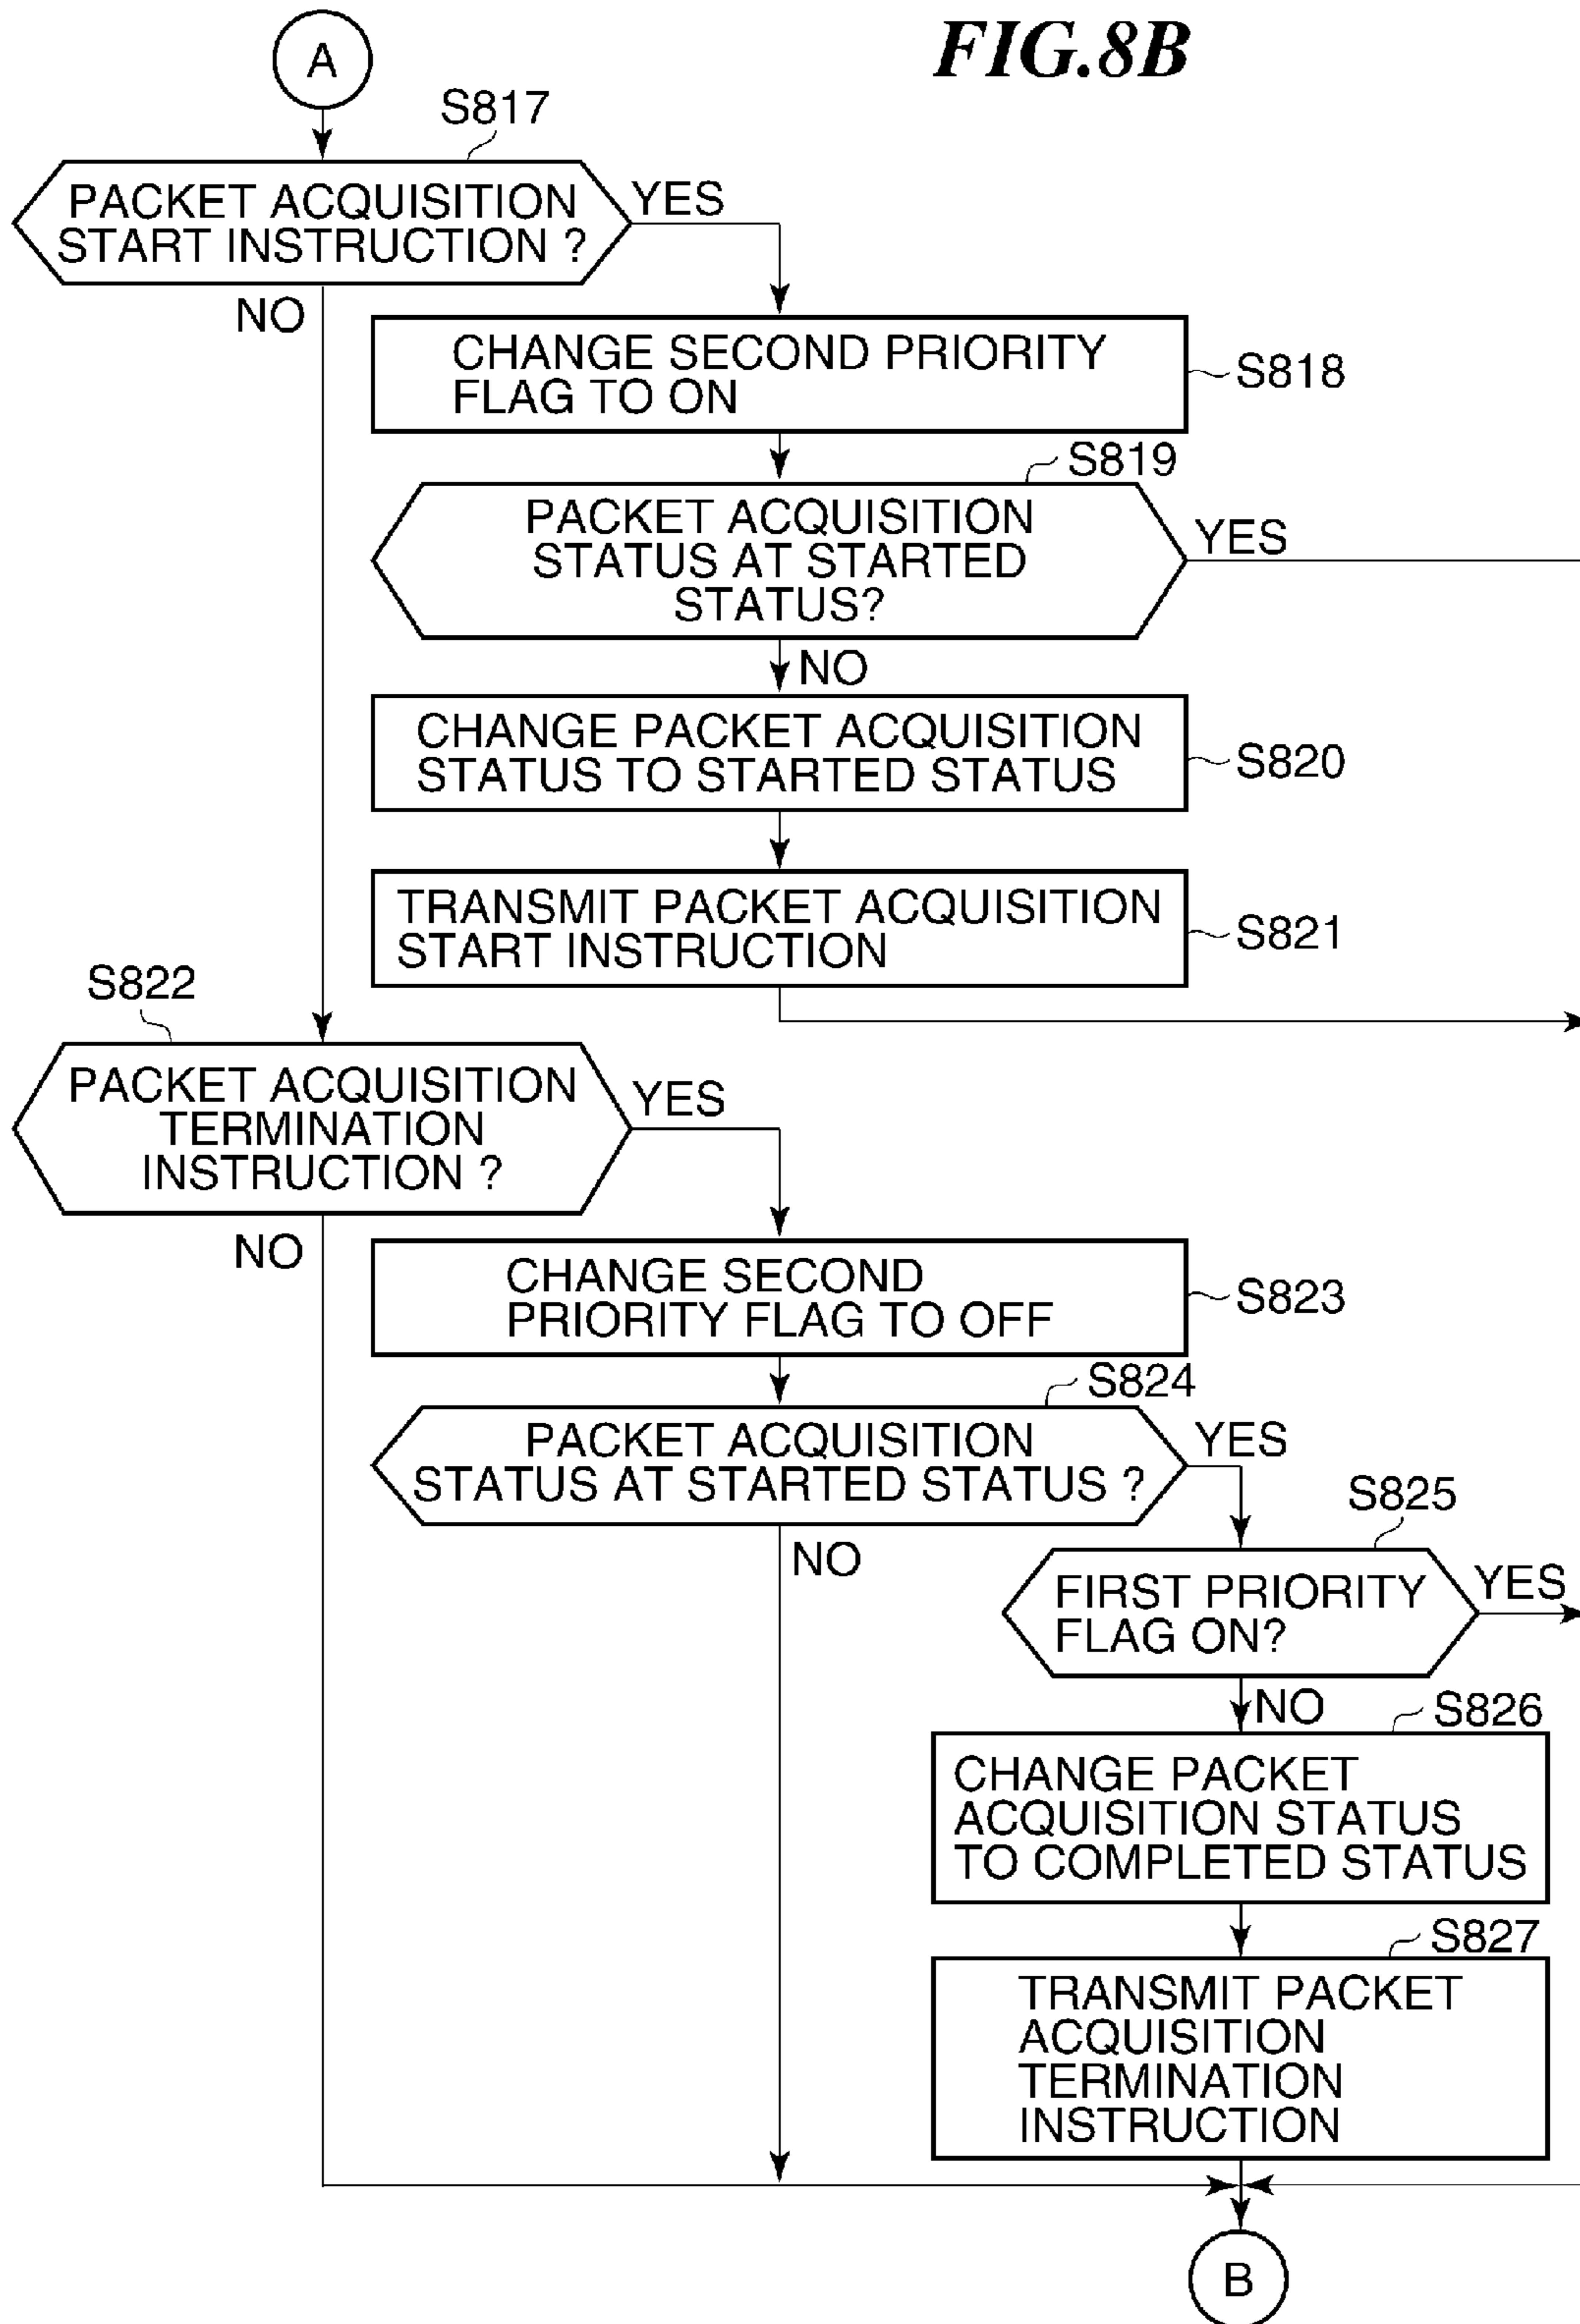 FIG.8B
A
S817
PACKET ACQUISITION
START INSTRUCTION ?
YES
NO
CHANGE SECOND PRIORITY
FLAG TO ON
S818
S819
PACKET ACQUISITION
STATUS AT STARTED
STATUS?
YES
NO
CHANGE PACKET ACQUISITION
STATUS TO STARTED STATUS
S820
TRANSMIT PACKET ACQUISITION
START INSTRUCTION
S821
S822
PACKET ACQUISITION
TERMINATION
INSTRUCTION ?
YES
NO
CHANGE SECOND
PRIORITY FLAG TO OFF
S823
S824
PACKET ACQUISITION
STATUS AT STARTED STATUS ?
YES
NO
S825
FIRST PRIORITY
FLAG ON?
YES
NO
S826
CHANGE PACKET
ACQUISITION STATUS
TO COMPLETED STATUS
S827
TRANSMIT PACKET
ACQUISITION
TERMINATION
INSTRUCTION
B